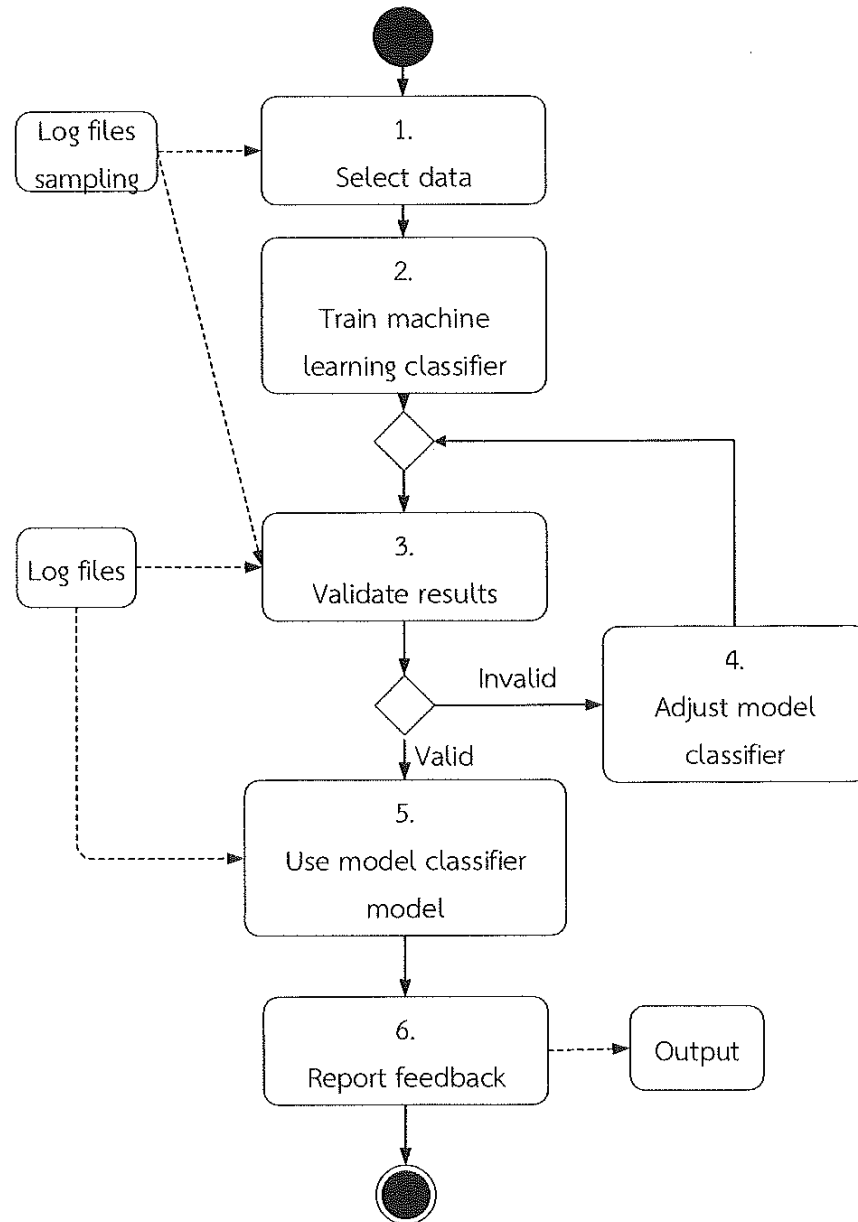 1.
Select data
Log files
sampling
2.
Train machine
learning classifier
3.
Validate results
Log files
Invalid
4.
Adjust model
classifier
Valid
5.
Use model classifier
model
6.
Report feedback
Output